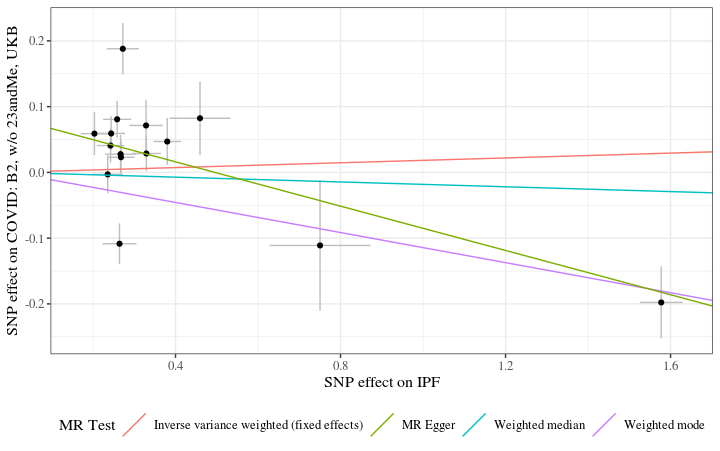 SNP effect on COVID: B2, w/o 23andMe, UKB
0.2
0.1
0.0
-0.1
-0.2
0.4
0.8
1.2
1.6
SNP effect on IPF
MR Test
Inverse variance weighted (fixed effects)
MR Egger
Weighted median
Weighted mode